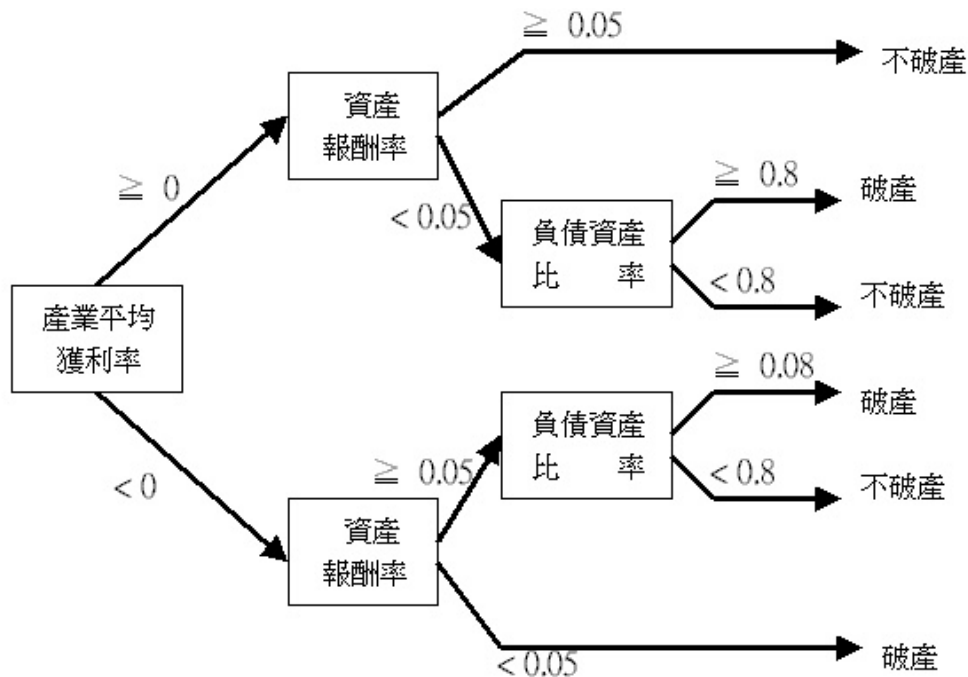 ≧ 0.05
不破產
資產
報酬率
≧ 0
< 0.05
≧ 0.8
破產
負債資產
比 率
< 0.8
不破產
產業平均
獲利率
≧ 0.08
破產
負債資產
比 率
< 0.8
不破產
< 0
≧ 0.05
資產
報酬率
< 0.05
破產